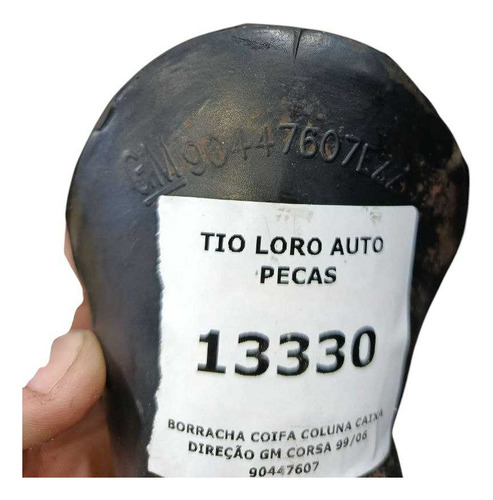 GM 90447607
TIO LORO AUTO
PECAS
13330
BORRACHA COIFA COLUNA CAIXA
DIREÇÃO GM CORSA 99/06
90447607